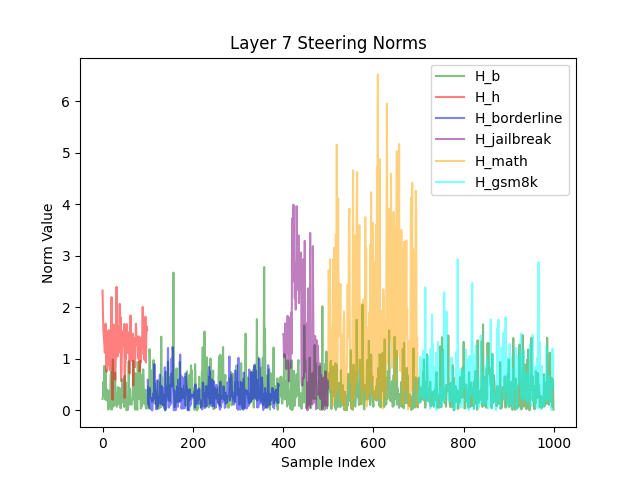 Layer 7 Steering Norms
H_b
H_h
H_borderline
H_jailbreak
H_math
H_gsm8k
Norm Value
6
5
4
3
2
1
0
0 200 400 600 800 1000
Sample Index